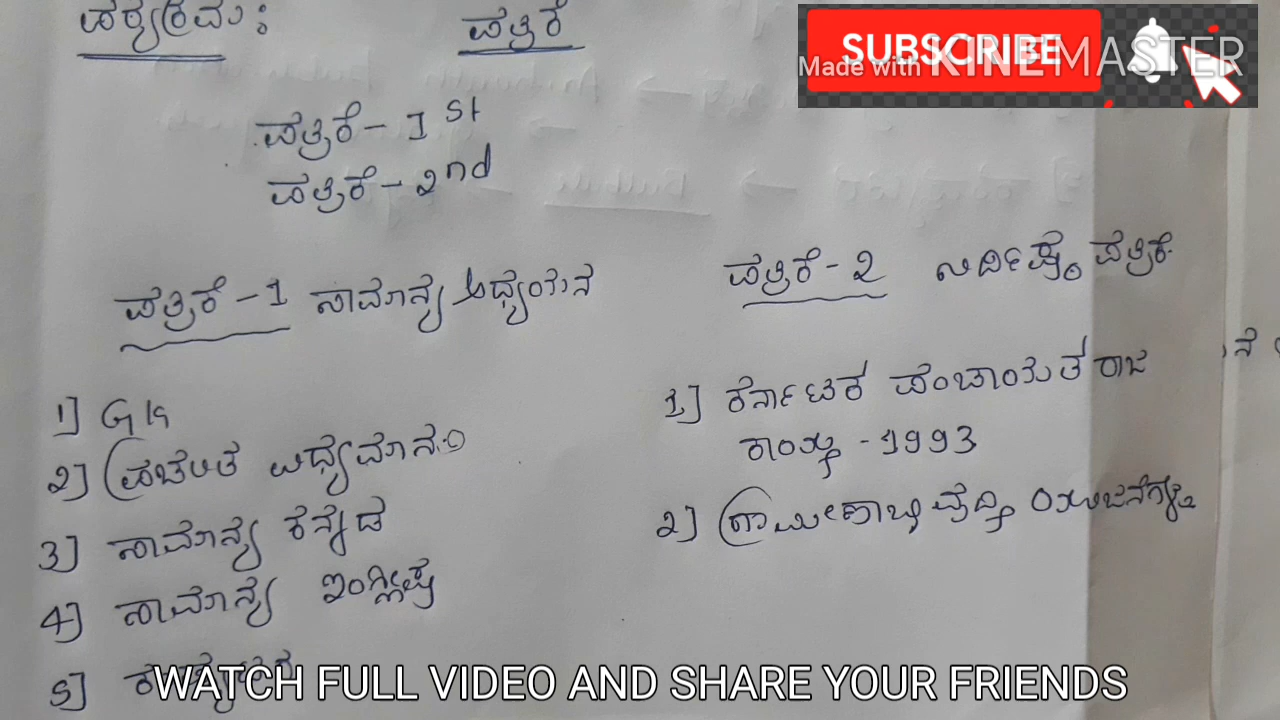 ಪಠ್ಯಕ್ರಮ :
ಪತ್ರಿಕೆ
SUBSCRIBE
Made with KINEMASTER
ಪತ್ರಿಕೆ - 1 st
ಪತ್ರಿಕೆ - 2nd
ಪತ್ರಿಕೆ - 1 ಸಾಮಾನ್ಯ ಅಧ್ಯಯನ
1] GK
2] ಪ್ರಚಲಿತ ವಿಧ್ಯಮಾನ
3] ಸಾಮಾನ್ಯ ಕನ್ನಡ
4] ಸಾಮಾನ್ಯ ಇಂಗ್ಲೀಷ
5]
ಪತ್ರಿಕೆ - 2 ನಿರ್ದಿಷ್ಟ ಪತ್ರಿಕೆ
1] ಕರ್ನಾಟಕ ಪಂಚಾಯತ ರಾಜ
ಕಾಯ್ದೆ - 1993
2] ಗ್ರಾಮೀಣಾಭಿವೃದ್ಧಿ ಯೋಜನೆಗಳು
WATCH FULL VIDEO AND SHARE YOUR FRIENDS